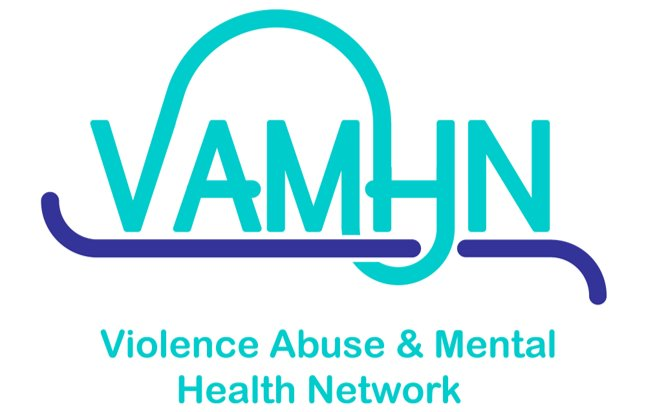 VAMHN
Violence Abuse & Mental
Health Network